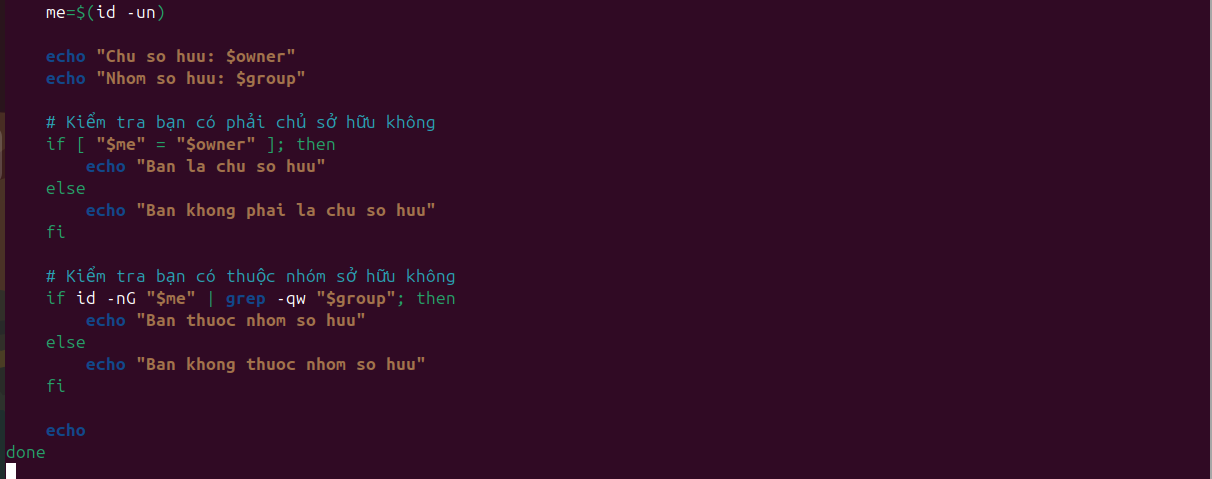 me=$(id -un)
echo "Chu so huu: $owner"
echo "Nhom so huu: $group"
# Kiểm tra bạn có phải chủ sở hữu không
if [ "$me" = "$owner" ]; then
echo "Ban la chu so huu"
else
echo "Ban khong phai la chu so huu"
fi
# Kiểm tra bạn có thuộc nhóm sở hữu không
if id -nG "$me" | grep -qw "$group"; then
echo "Ban thuoc nhom so huu"
else
echo "Ban khong thuoc nhom so huu"
fi
echo
done